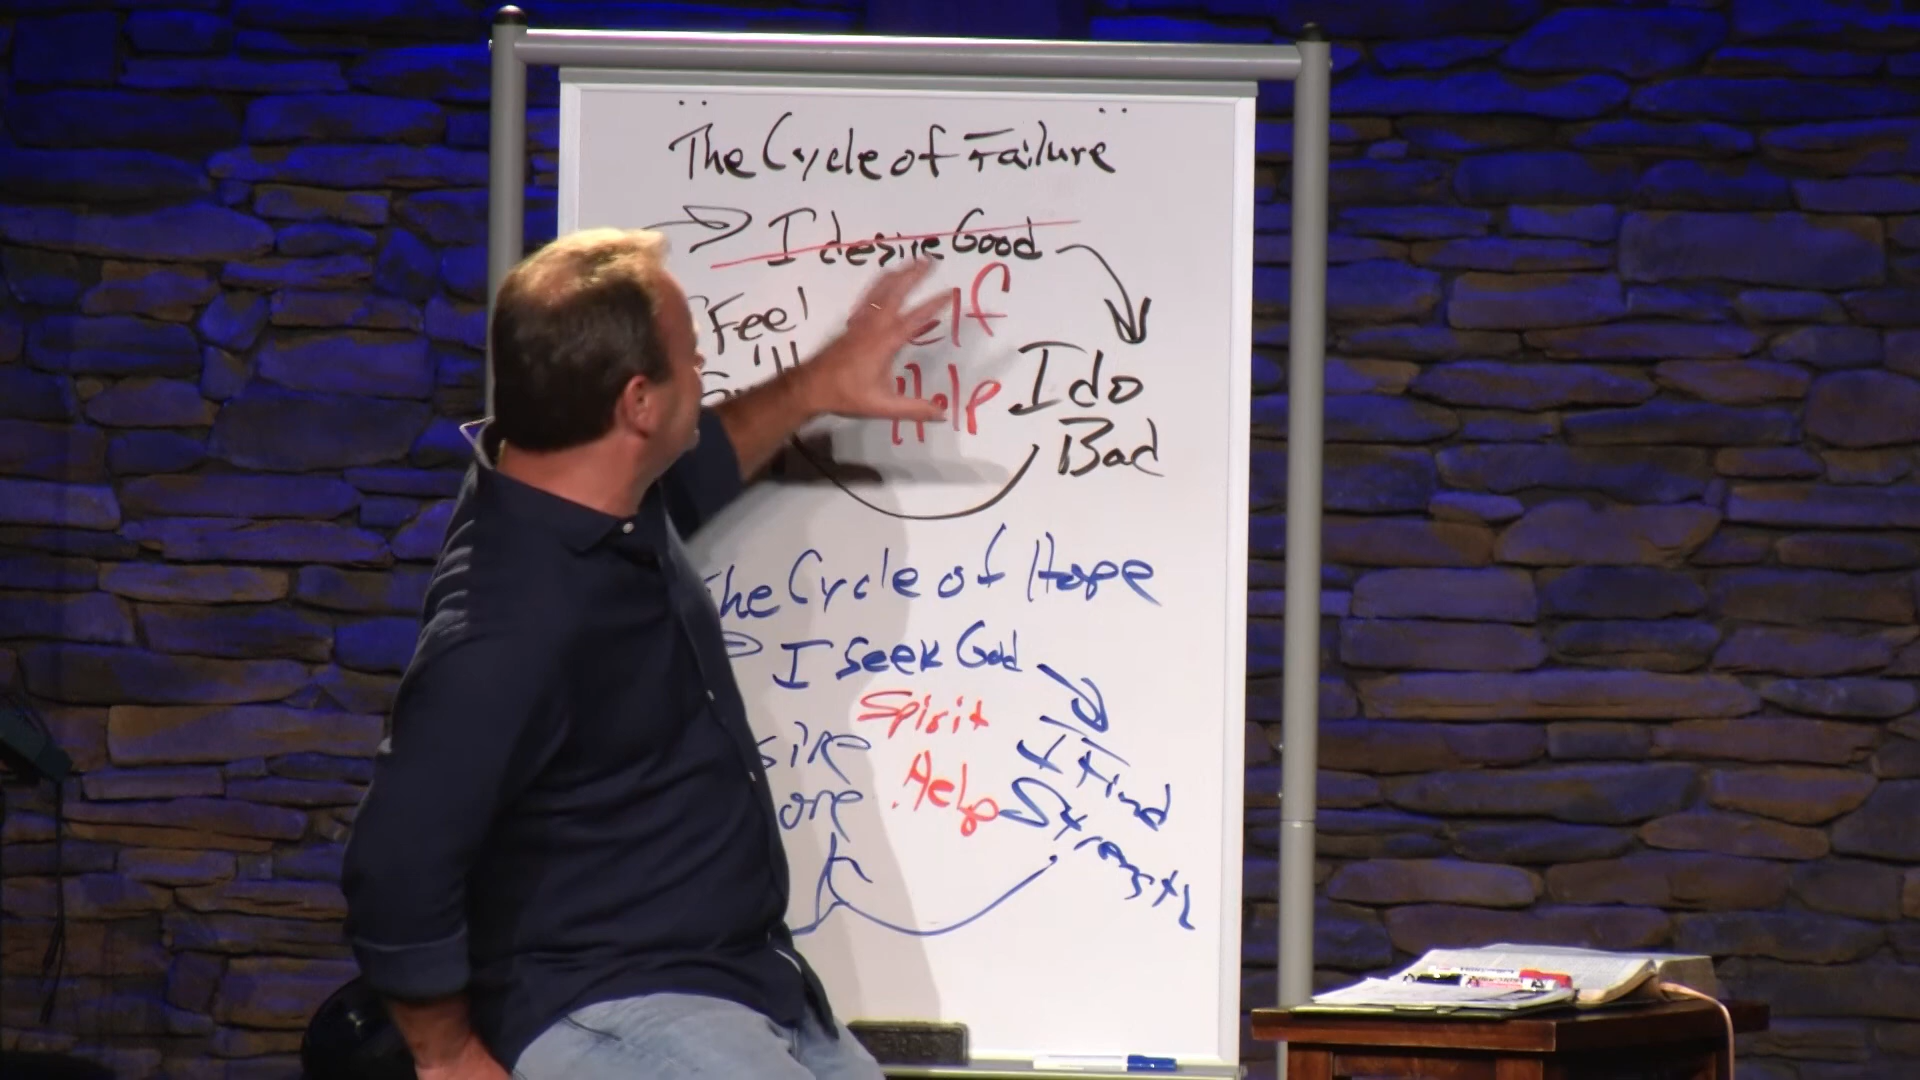 "The Cycle of Failure"
I desire Good
Feel
Self
Help
I do
Bad
The Cycle of Hope
I seek God
Spirit
Help
I Find
Strength